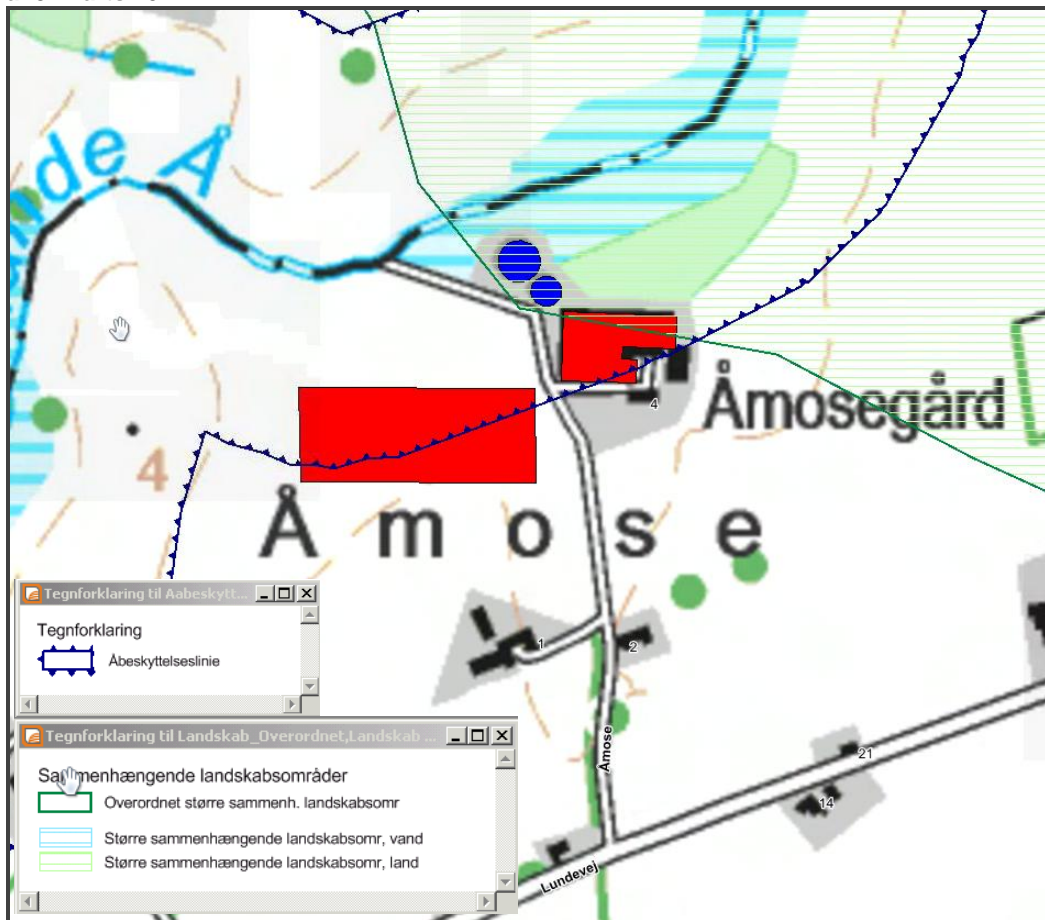 nde Å
4
Åmosegård
4
Åmose
1
2
Åmose
21
14
Lundevej
Tegnforklaring til Aabeskytt...
Tegnforklaring
Åbeskyttelseslinie
Tegnforklaring til Landskab_Overordnet,Landskab ...
Sammenhængende landskabsområder
Overordnet større sammenh. landskabsomr
Større sammenhængende landskabsomr, vand
Større sammenhængende landskabsomr, land